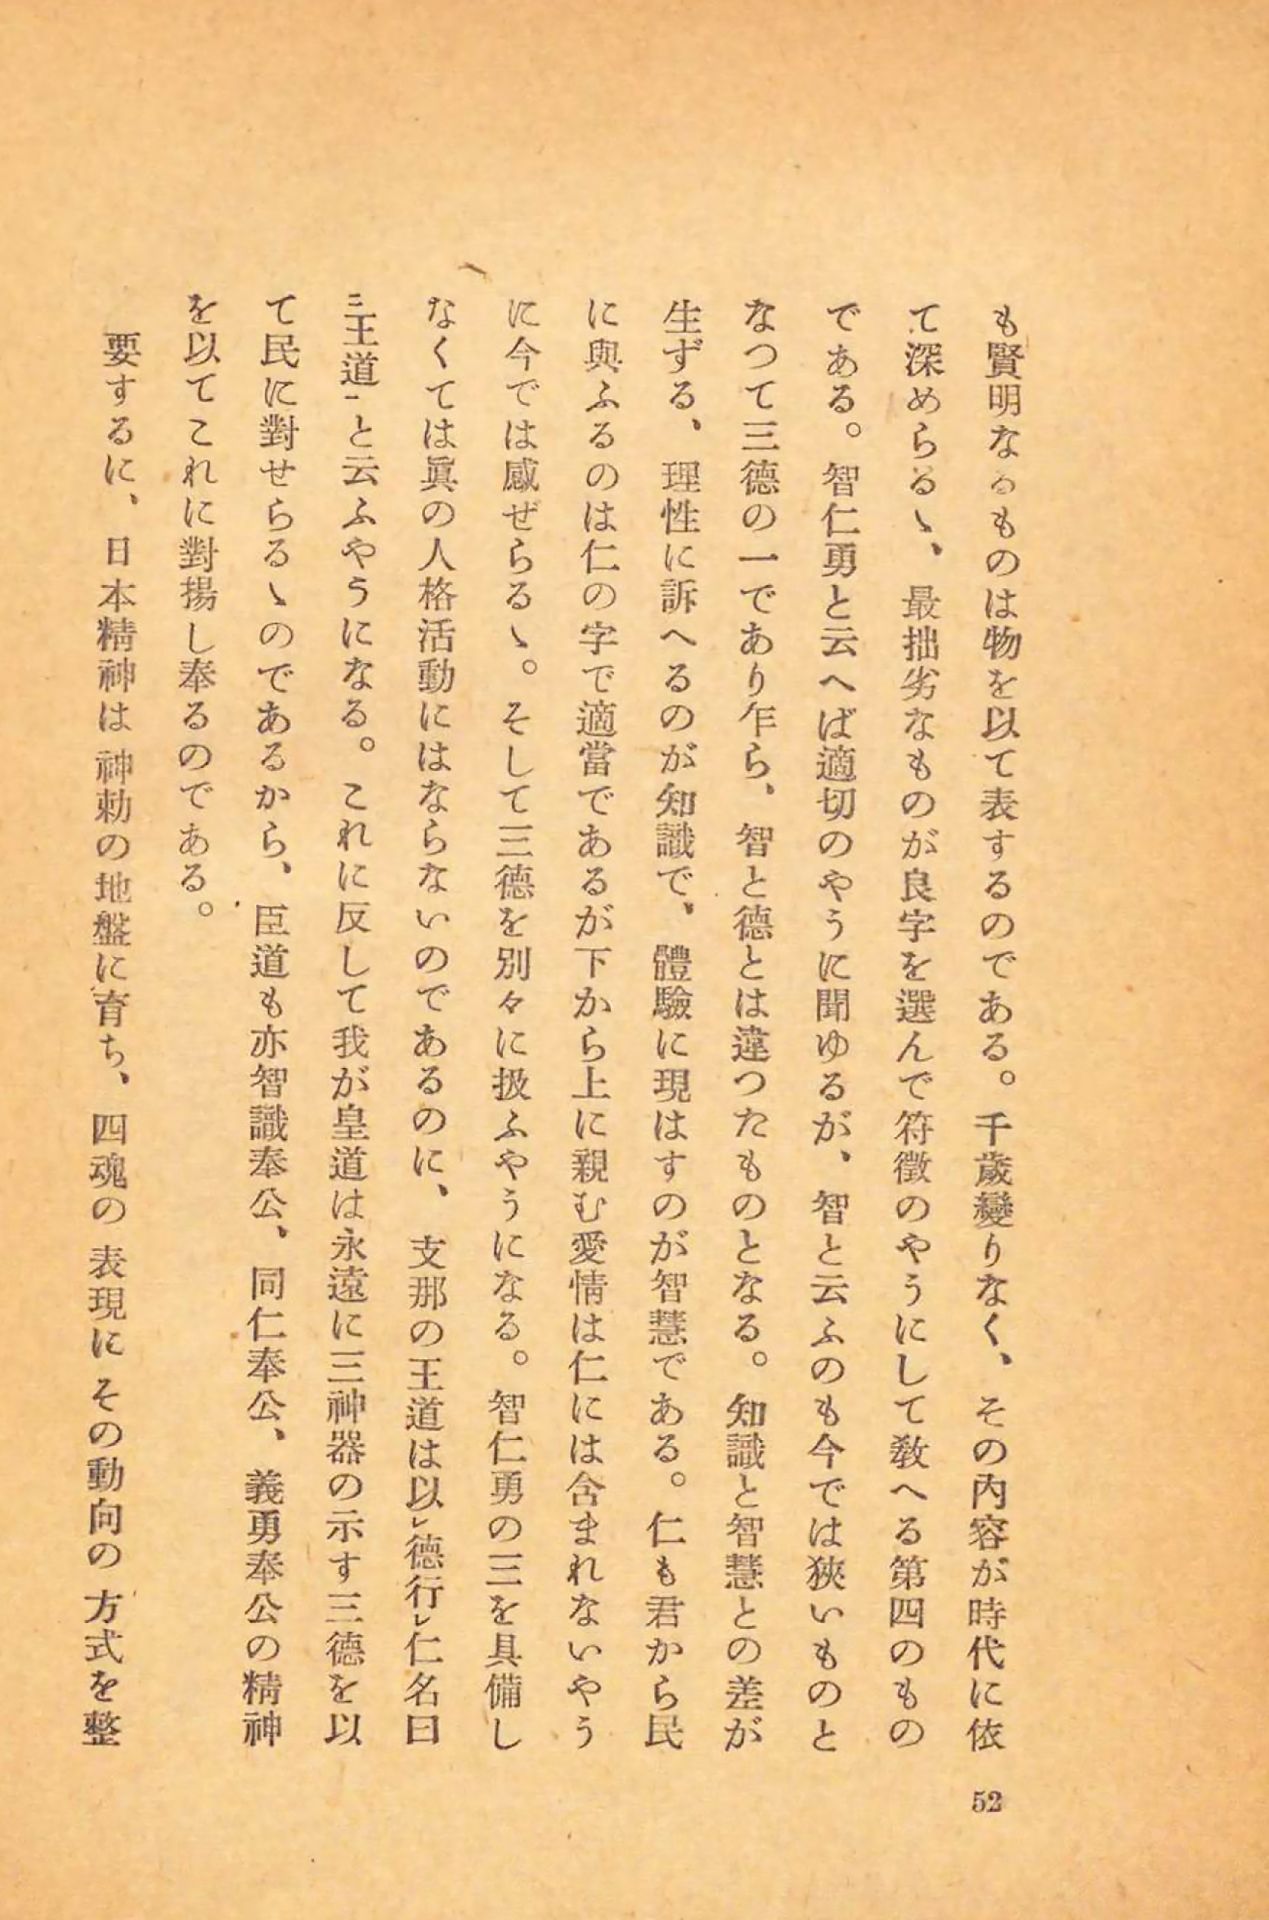 も賢明なるものは物を以て表するのである。千歳變りなく、その內容が時代に依
て深めらるゝ、最拙劣なものが良字を選んで符徵のやうにして敎へる第四のもの
である。智仁勇と云へば適切のやうに聞ゆるが、智と云ふのも今では狹いものと
なつて三德の一であり乍ら、智と德とは違つたものとなる。知識と智慧との差が
生ずる、理性に訴へるのが知識で、體驗に現はすのが智慧である。仁も君から民
に與ふるのは仁の字で適當であるが下から上に親む愛情は仁には含まれないやう
に今では感ぜらるゝ。そして三德を別々に扱ふやうになる。智仁勇の三を具備し
なくては眞の人格活動にはならないのであるのに、支那の王道は以㆑德行㆑仁名曰
㆓王道㆒と云ふやうになる。これに反して我が皇道は永遠に三神器の示す三德を以
て民に對せらるゝのであるから、臣道も亦智識奉公、同仁奉公、義勇奉公の精神
を以てこれに對揚し奉るのである。
要するに、日本精神は神勅の地盤に育ち、四魂の表現にその動向の方式を整
52